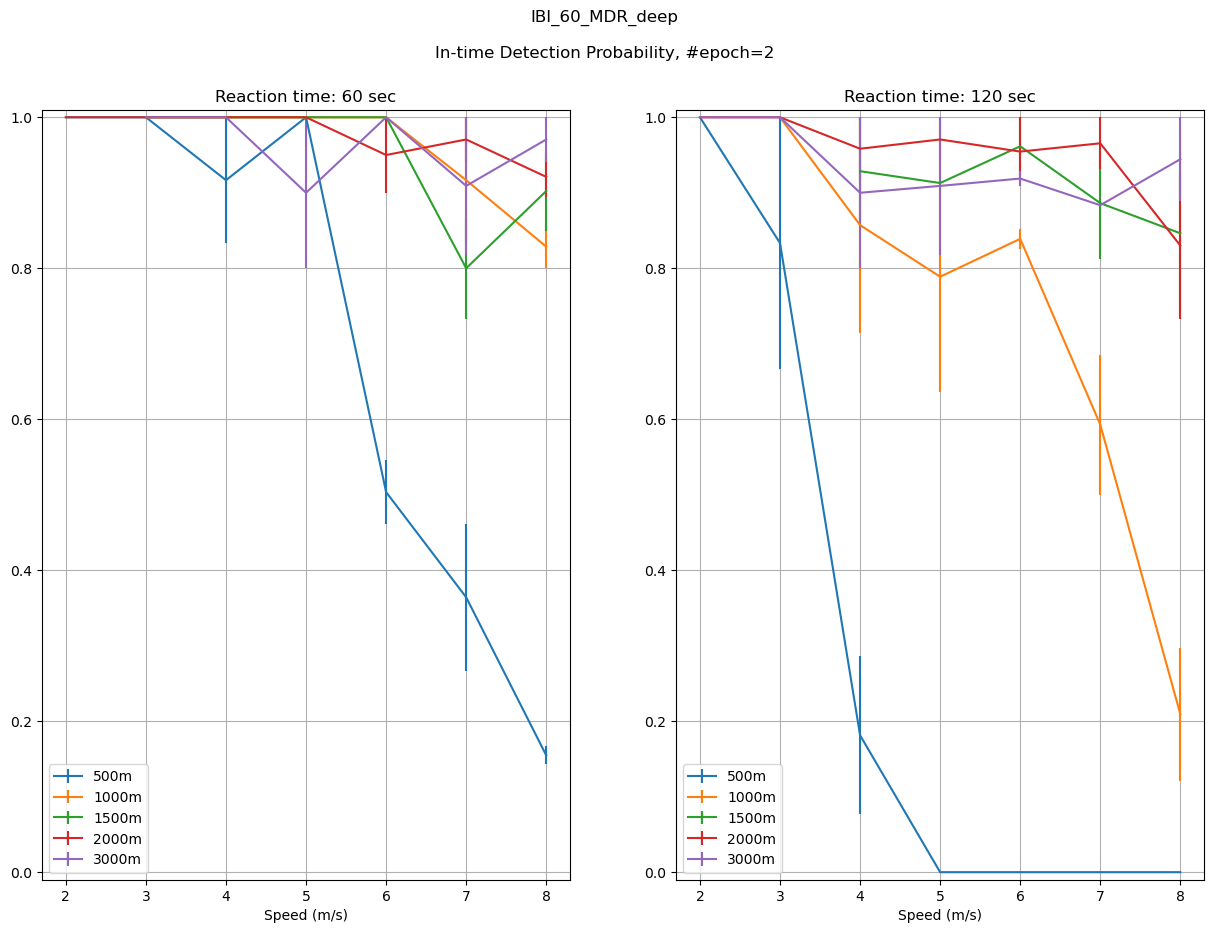 IBI_60_MDR_deep
In-time Detection Probability, #epoch=2
Reaction time: 60 sec
1.0
0.8
0.6
0.4
0.2
0.0
2 3 4 5 6 7 8
Speed (m/s)
500m
1000m
1500m
2000m
3000m
Reaction time: 120 sec
1.0
0.8
0.6
0.4
0.2
0.0
2 3 4 5 6 7 8
Speed (m/s)
500m
1000m
1500m
2000m
3000m